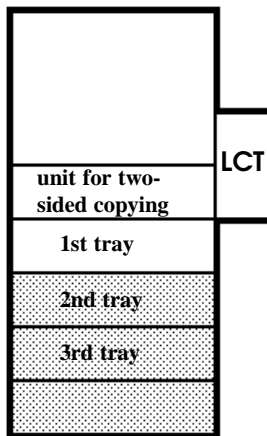 LCT
unit for two-
sided copying
1st tray
2nd tray
3rd tray